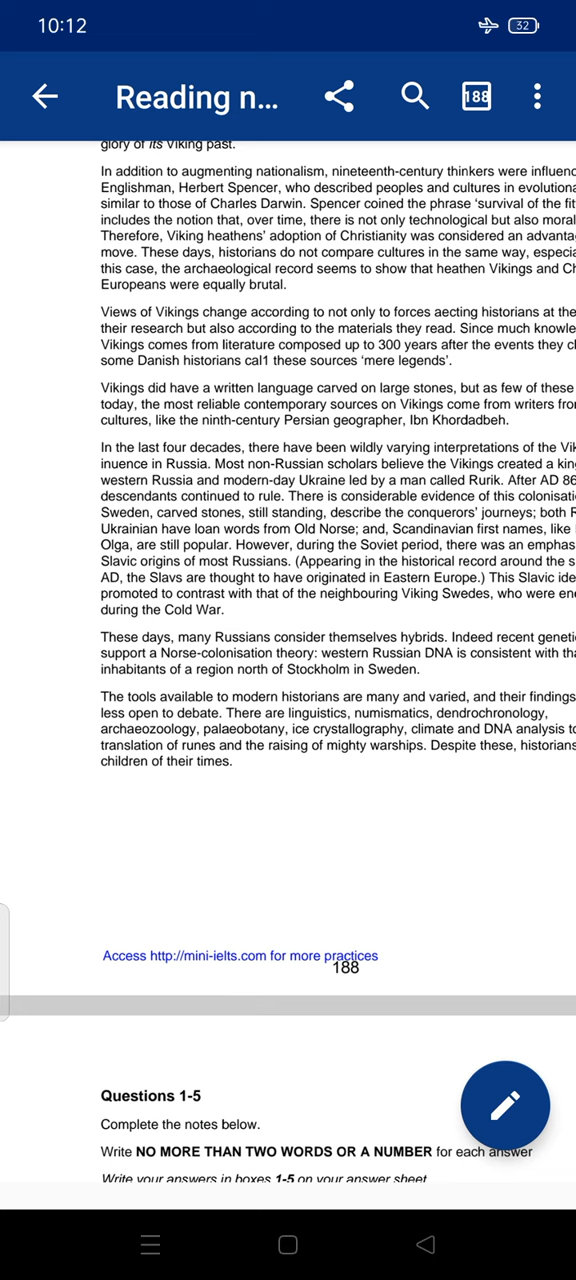 10:12
32
Reading n...
188
glory of its Viking past.
In addition to augmenting nationalism, nineteenth-century thinkers were
Englishman, Herbert Spencer, who described peoples and cultures in
similar to those of Charles Darwin. Spencer coined the phrase 'survival of the
includes the notion that, over time, there is not only technological but also moral
Therefore, Viking heathens' adoption of Christianity was considered an
move. These days, historians do not compare cultures in the same way,
this case, the archaeological record seems to show that heathen Vikings and
Europeans were equally brutal.
Views of Vikings change according to not only to forces aecting historians at the
their research but also according to the materials they read. Since much
Vikings comes from literature composed up to 300 years after the events they
some Danish historians cal1 these sources 'mere legends'.
Vikings did have a written language carved on large stones, but as few of these
today, the most reliable contemporary sources on Vikings come from writers
cultures, like the ninth-century Persian geographer, Ibn Khordadbeh.
In the last four decades, there have been wildly varying interpretations of the
inuence in Russia. Most non-Russian scholars believe the Vikings created a
western Russia and modern-day Ukraine led by a man called Rurik. After AD
descendants continued to rule. There is considerable evidence of this
Sweden, carved stones, still standing, describe the conquerors' journeys; both
Ukrainian have loan words from Old Norse; and, Scandinavian first names, like
Olga, are still popular. However, during the Soviet period, there was an
Slavic origins of most Russians. (Appearing in the historical record around the
AD, the Slavs are thought to have originated in Eastern Europe.) This Slavic
promoted to contrast with that of the neighbouring Viking Swedes, who were
during the Cold War.
These days, many Russians consider themselves hybrids. Indeed recent
support a Norse-colonisation theory: western Russian DNA is consistent with
inhabitants of a region north of Stockholm in Sweden.
The tools available to modern historians are many and varied, and their findings
less open to debate. There are linguistics, numismatics, dendrochronology,
archaeozoology, palaeobotany, ice crystallography, climate and DNA analysis
translation of runes and the raising of mighty warships. Despite these, historians
children of their times.
Access http://mini-ielts.com for more practices
188
Questions 1-5
Complete the notes below.
Write NO MORE THAN TWO WORDS OR A NUMBER for each answer
Write your answers in boxes 1-5 on your answer sheet